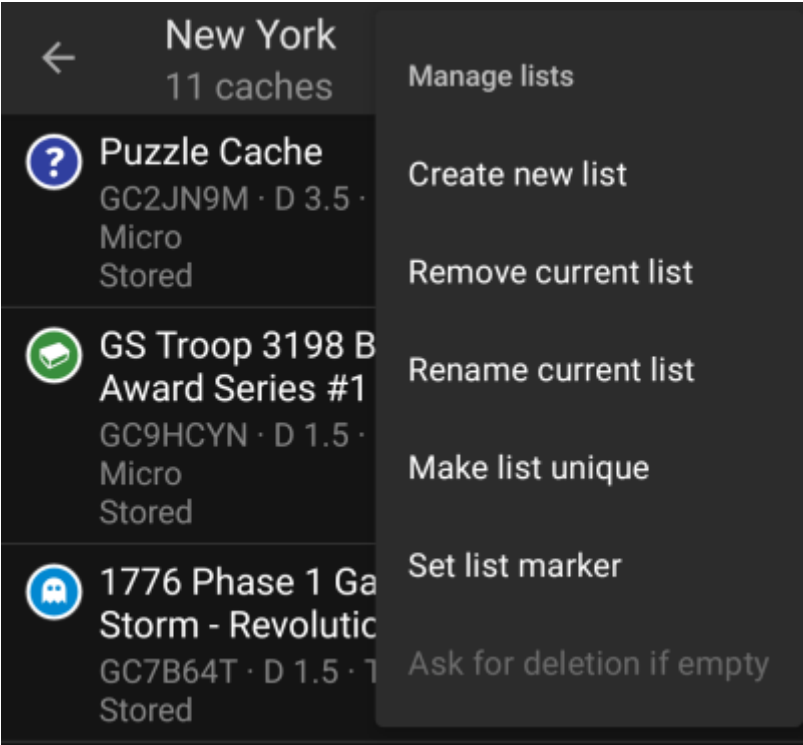 New York
11 caches
Puzzle Cache
GC2JN9M · D 3.5 ·
Micro
Stored
GS Troop 3198 B
Award Series #1
GC9HCYN · D 1.5 ·
Micro
Stored
1776 Phase 1 Ga
Storm - Revolutic
GC7B64T · D 1.5 · T
Stored
Manage lists
Create new list
Remove current list
Rename current list
Make list unique
Set list marker
Ask for deletion if empty